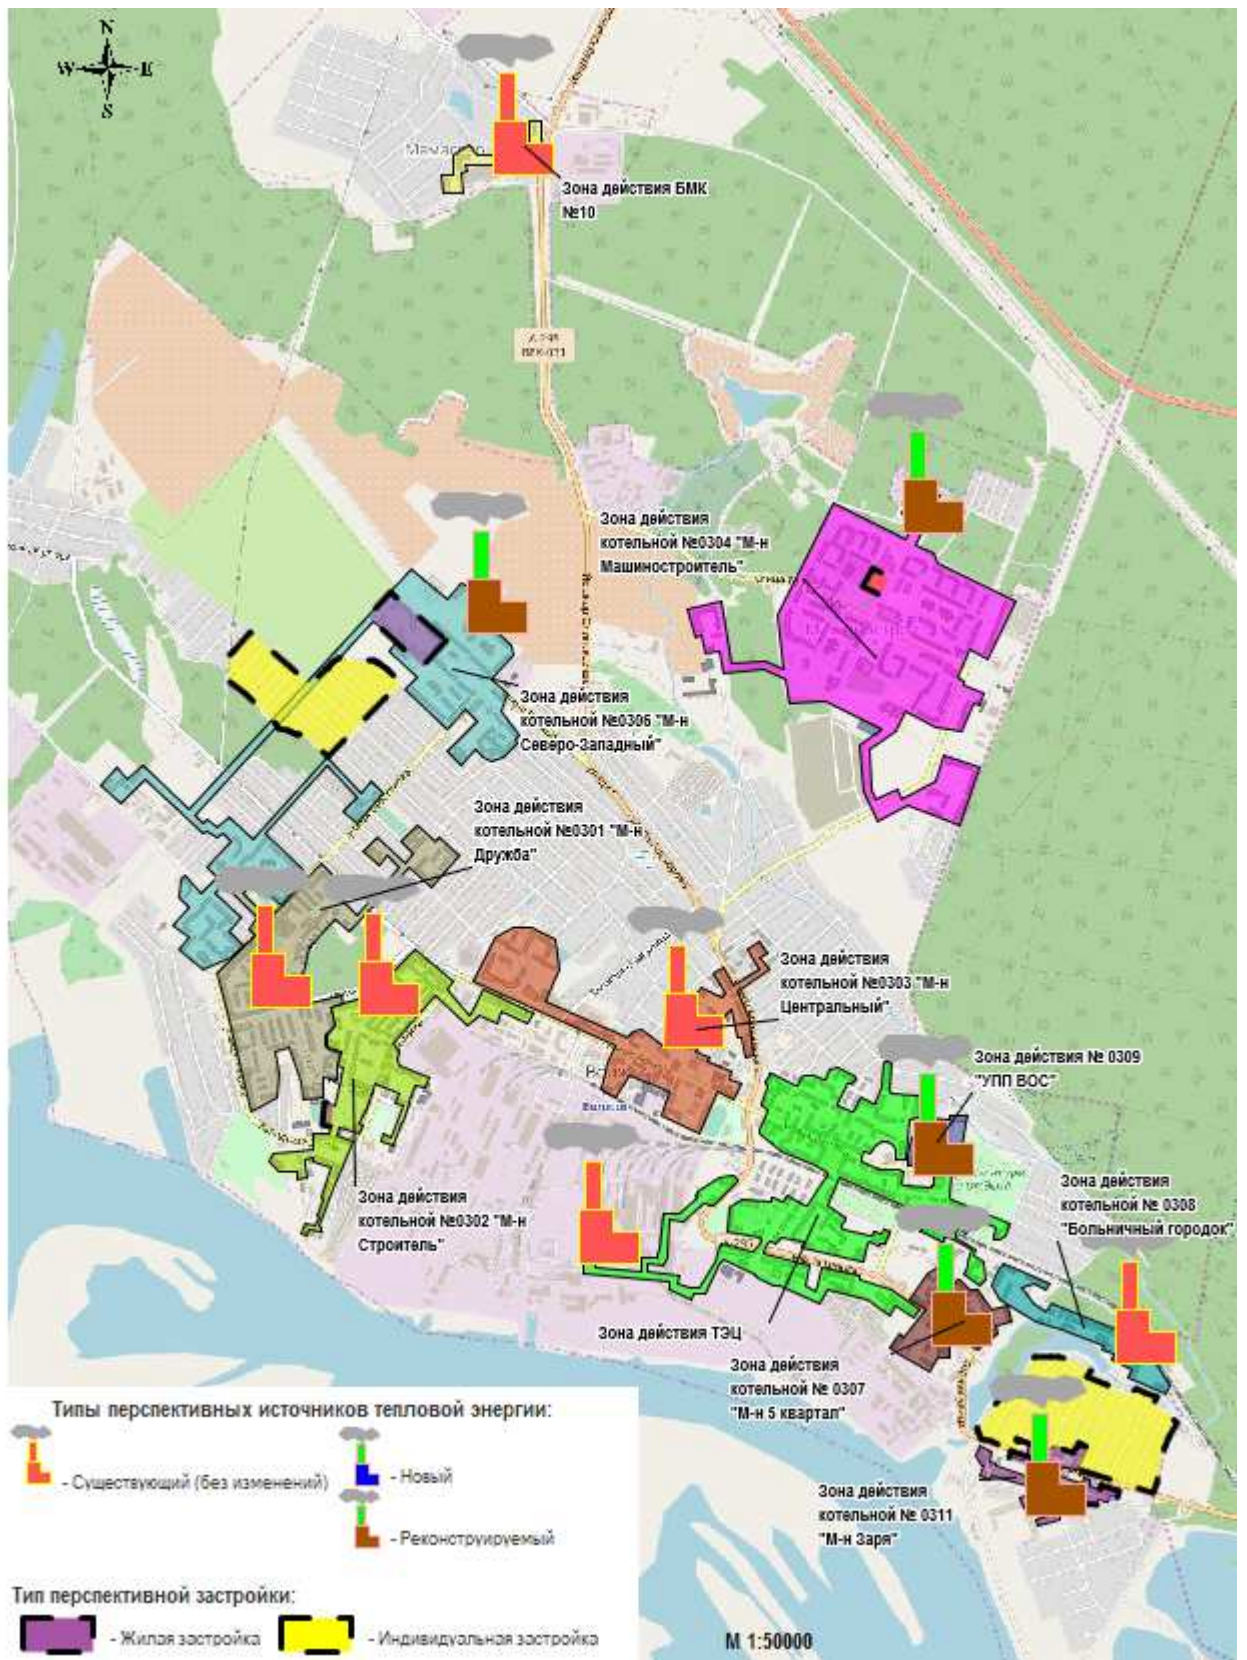 N
W
E
S
Зона действия БМК
№10
Зона действия
котельной №0304 "М-н
Машиностроитель"
Зона действия
котельной №0306 "М-н
Северо-Западный"
Зона действия
котельной №0301 "М-н
Дружба"
Зона действия
котельной №0303 "М-н
Центральный"
Зона действия № 0309
"УПП ВОС"
Зона действия
котельной № 0308
"Больничный городок"
Зона действия
котельной №0302 "М-н
Строитель"
Зона действия ТЭЦ
Зона действия
котельной № 0307
"М-н 5 квартал"
Зона действия
котельной № 0311
"М-н Заря"
Типы перспективных источников тепловой энергии:
- Существующий (без изменений)
- Новый
- Реконструируемый
Тип перспективной застройки:
- Жилая застройка
- Индивидуальная застройка
М 1:50000